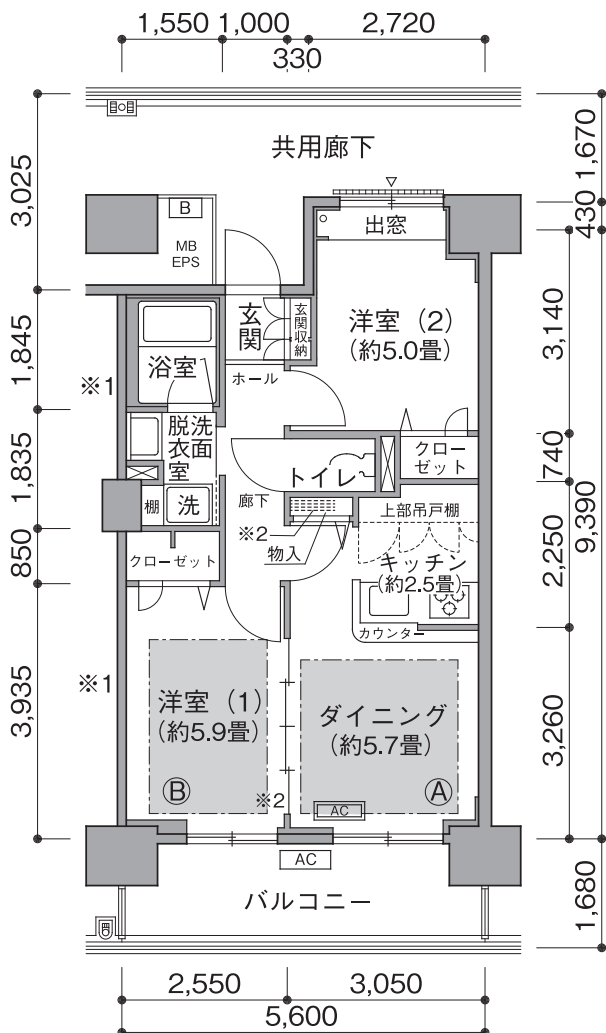 1,550 1,000 2,720
330
3,025
1,845
1,835
850
3,935
1,670
430
3,140
740
2,250
9,390
3,260
1,680
共用廊下
B
MB
EPS
出窓
玄関
玄関収納
洋室（2）
（約5.0畳）
浴室
ホール
※1
洗面
脱衣室
トイレ
クロー
ゼット
棚
洗
廊下
※2
物入
上部吊戸棚
キッチン
（約2.5畳）
クローゼット
カウンター
※1
洋室（1）
（約5.9畳）
ダイニング
（約5.7畳）
Ⓑ
※2
AC
Ⓐ
AC
バルコニー
2,550 3,050
5,600